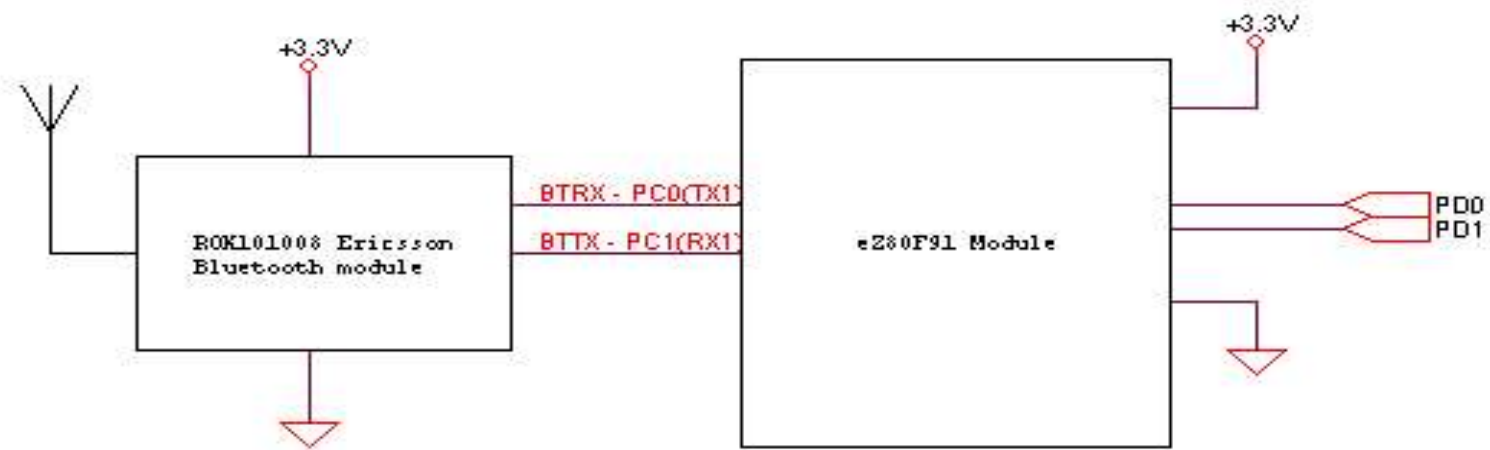 +3.3V
+3.3V
BTRX - PC0(TX1)
BTTX - PC1(RX1)
ROK101008 Ericsson
Bluetooth module
eZ80F91 Module
PD0
PD1